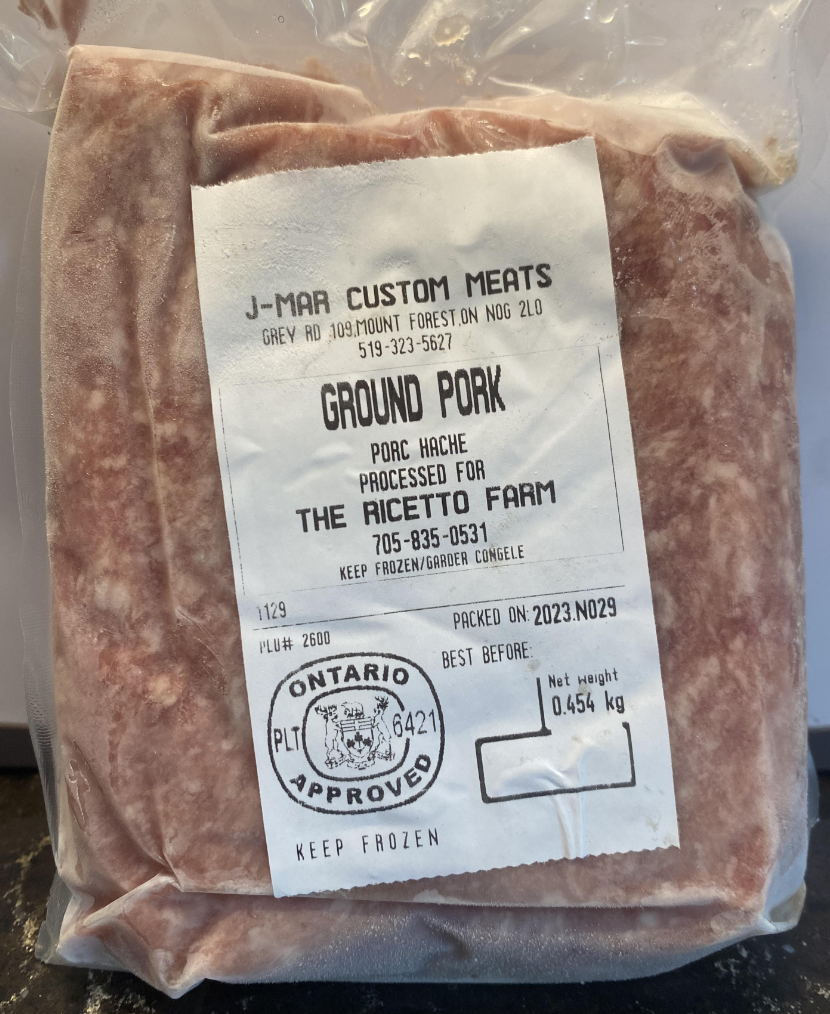 J-MAR CUSTOM MEATS
GREY RD 109,MOUNT FOREST,ON N0G 2L0
519-323-5627
GROUND PORK
PORC HACHE
PROCESSED FOR
THE RICETTO FARM
705-835-0531
KEEP FROZEN/GARDER CONGELE
1129
PACKED ON: 2023.NO29
PLU# 2600
BEST BEFORE:
Net weight
0.454 kg
ONTARIO
PLT 6421
APPROVED
KEEP FROZEN